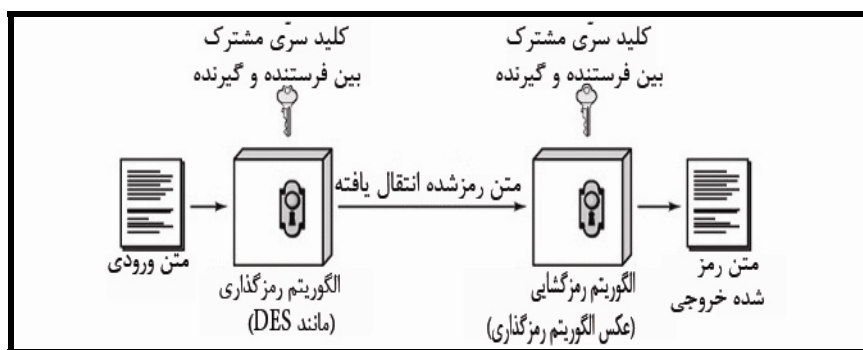 کلید سرّی مشترک
بین فرستنده و گیرنده
کلید سرّی مشترک
بین فرستنده و گیرنده
متن رمزشده انتقال یافته
متن ورودی
الگوریتم رمزگذاری
(مانند DES)
الگوریتم رمزگشایی
(عکس الگوریتم رمزگذاری)
متن رمز
شده خروجی